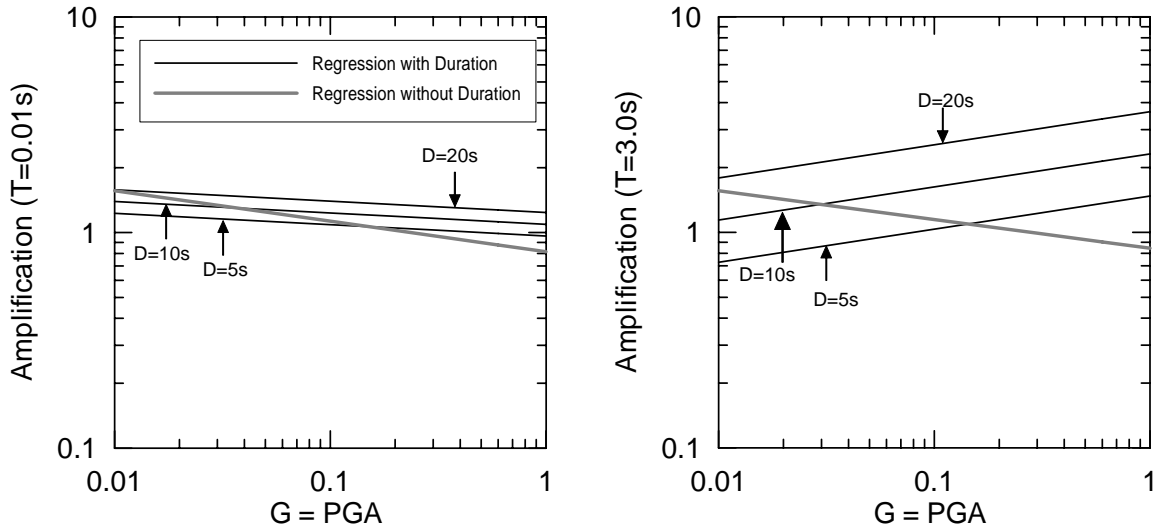 10
1
0.1
Amplification (T=0.01s)
Regression with Duration
Regression without Duration
D=20s
D=10s
D=5s
0.01
0.1
1
G = PGA
10
1
0.1
Amplification (T=3.0s)
D=20s
D=10s
D=5s
0.01
0.1
1
G = PGA